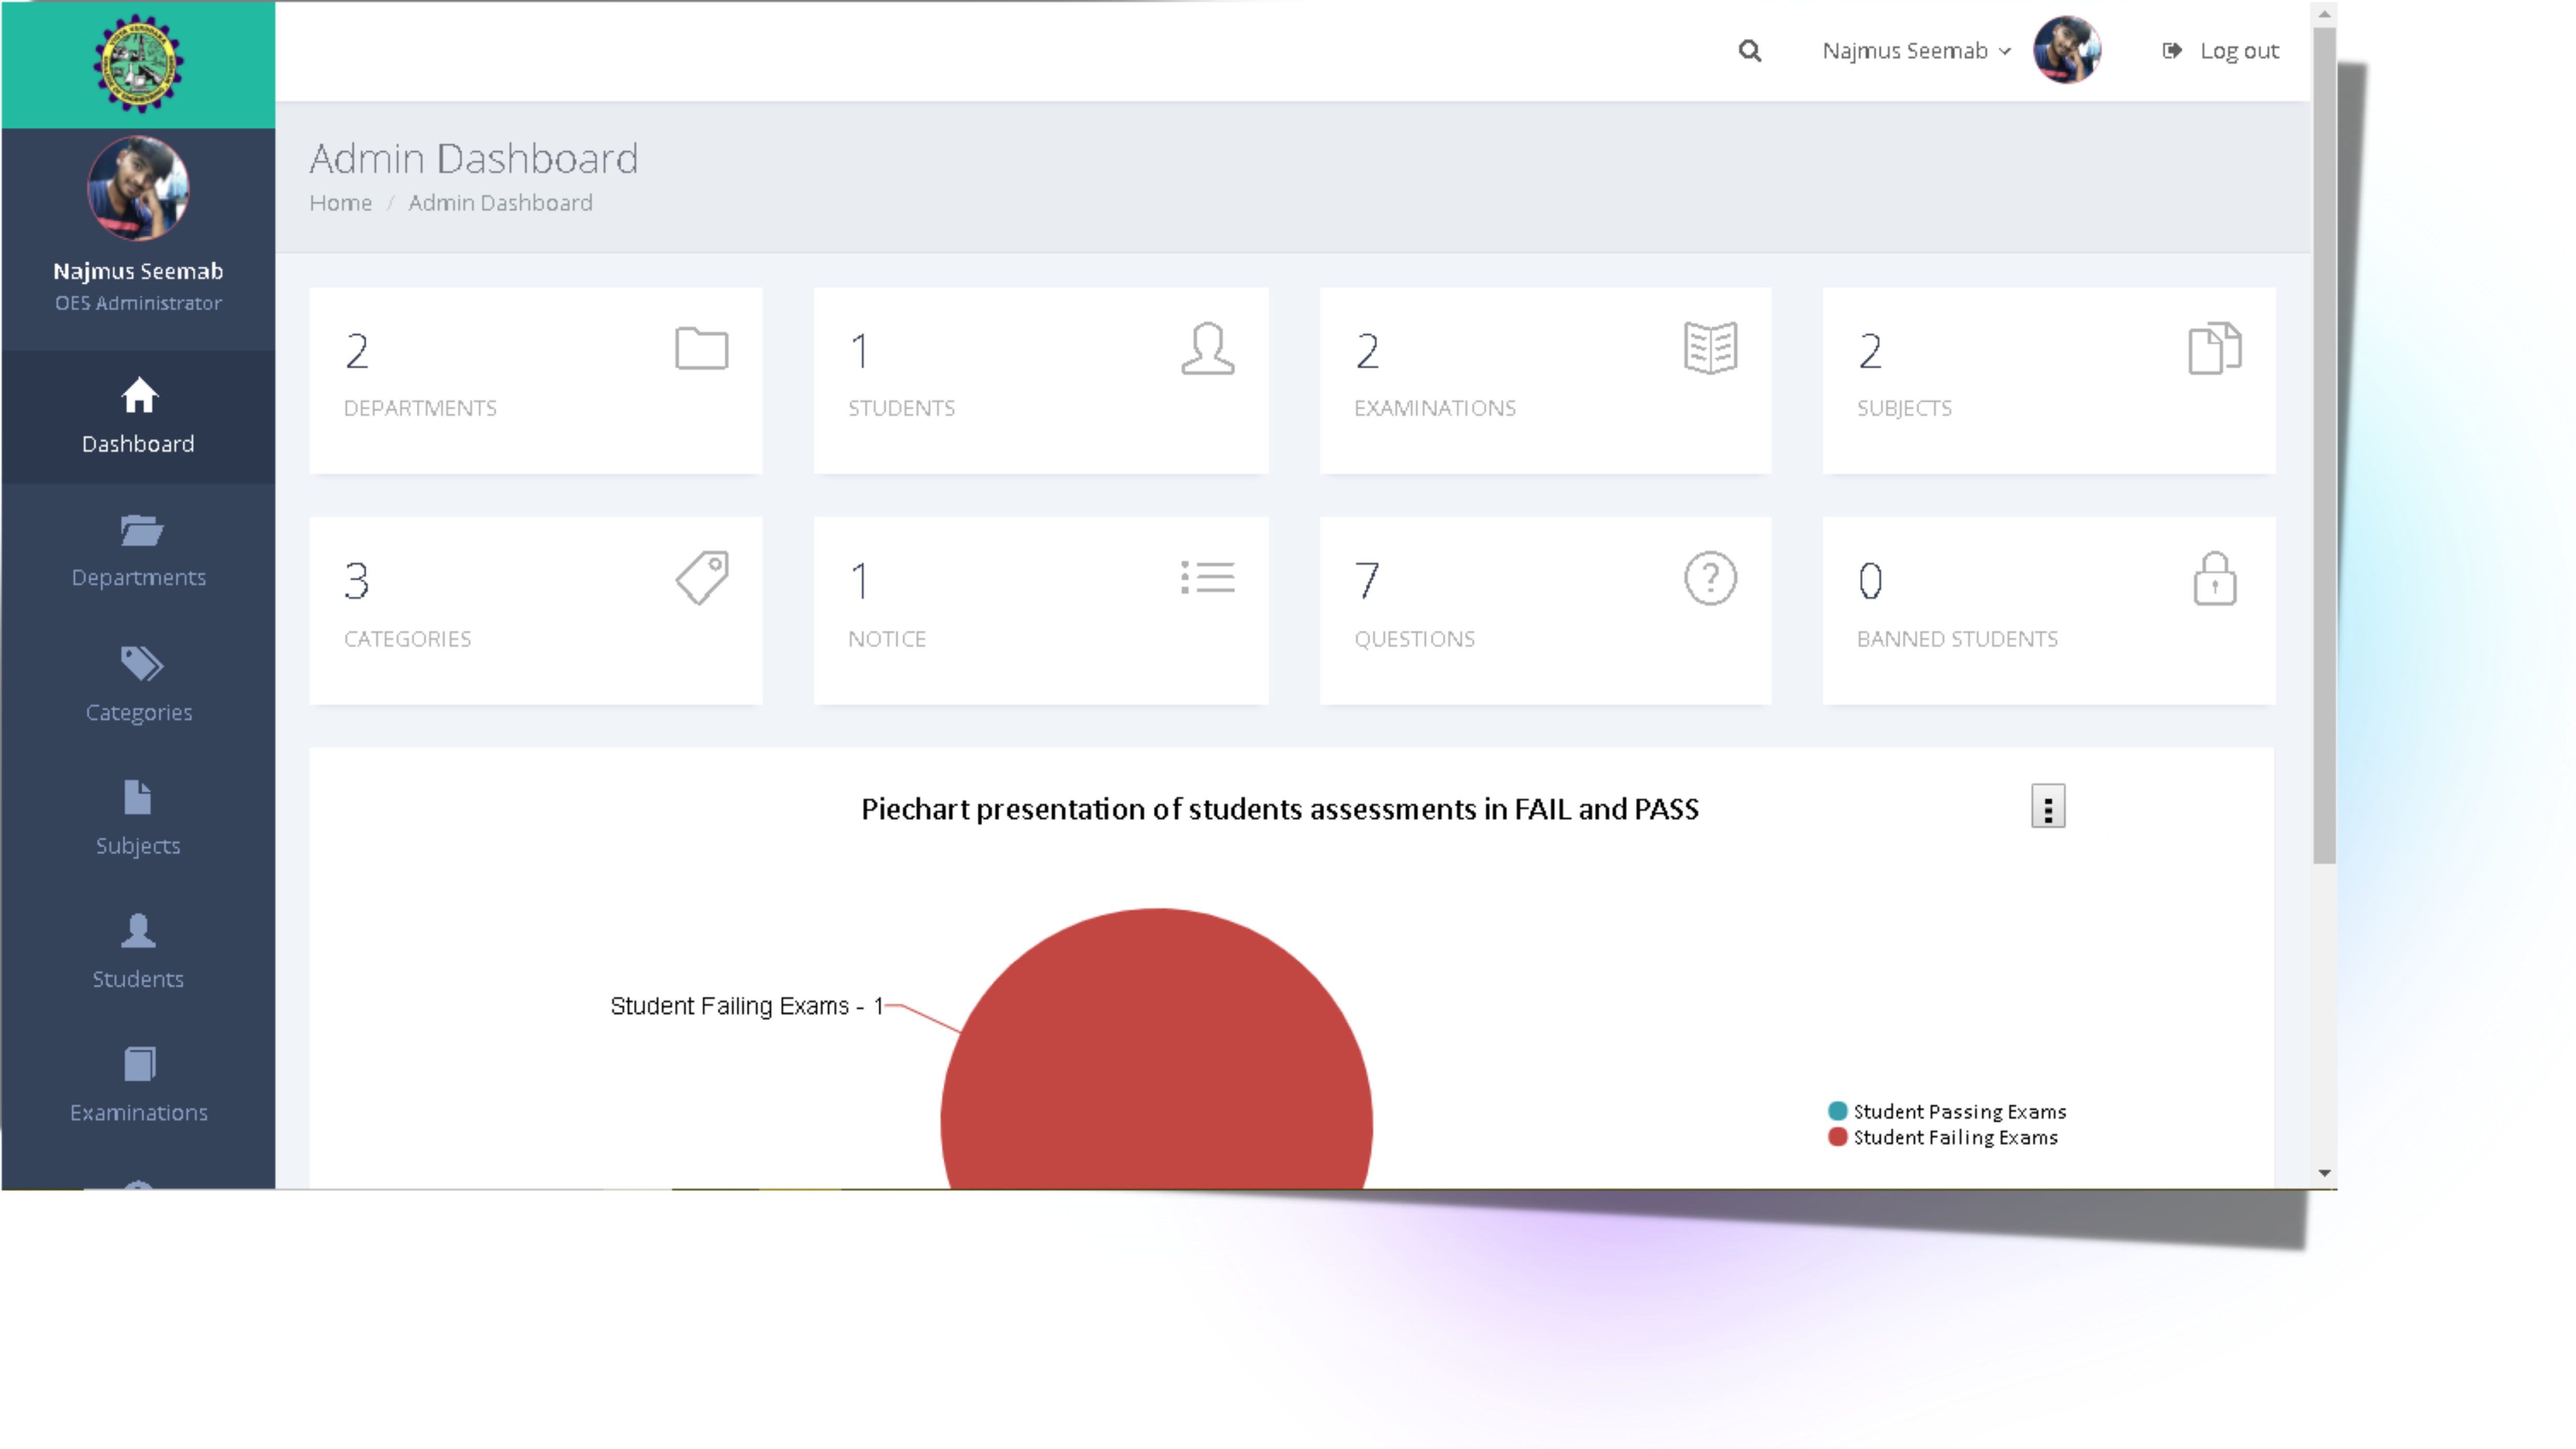 Najmus Seemab
Log out
Najmus Seemab
OES Administrator
Dashboard
Departments
Categories
Subjects
Students
Examinations
Admin Dashboard
Home / Admin Dashboard
2
DEPARTMENTS
1
STUDENTS
2
EXAMINATIONS
2
SUBJECTS
3
CATEGORIES
1
NOTICE
7
QUESTIONS
0
BANNED STUDENTS
Piechart presentation of students assessments in FAIL and PASS
Student Failing Exams - 1
Student Passing Exams
Student Failing Exams